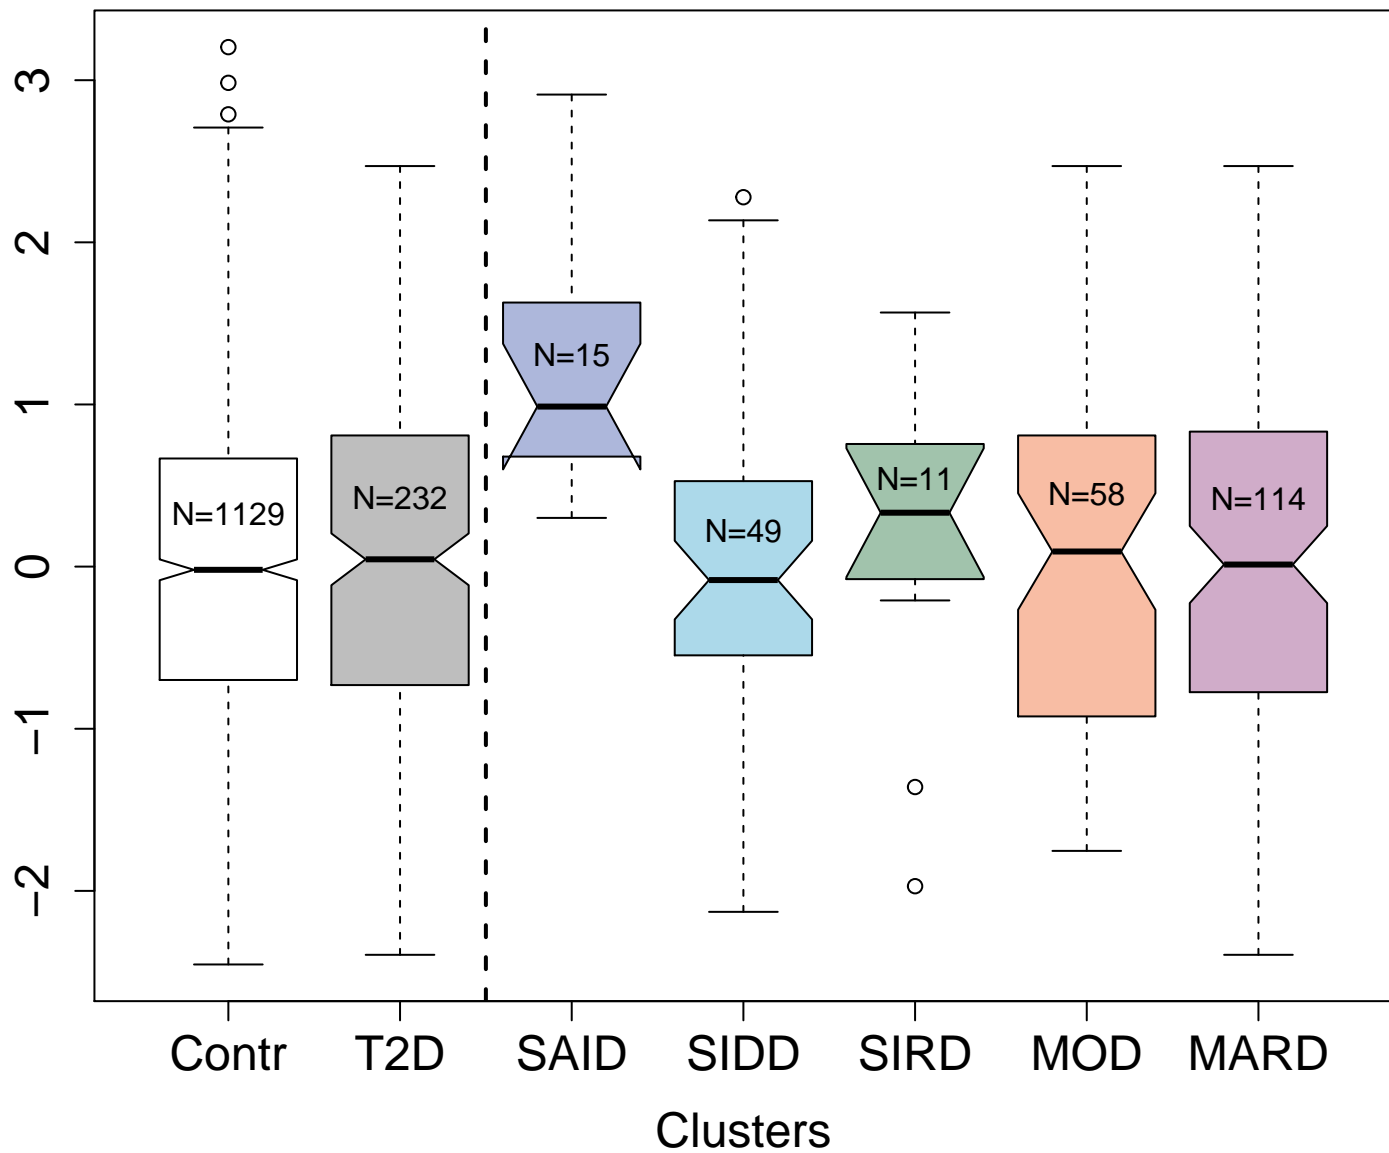 3
2
1
0
−1
−2
N=1129
N=232
N=15
N=49
N=11
N=58
N=114
Contr T2D SAID SIDD SIRD MOD MARD
Clusters